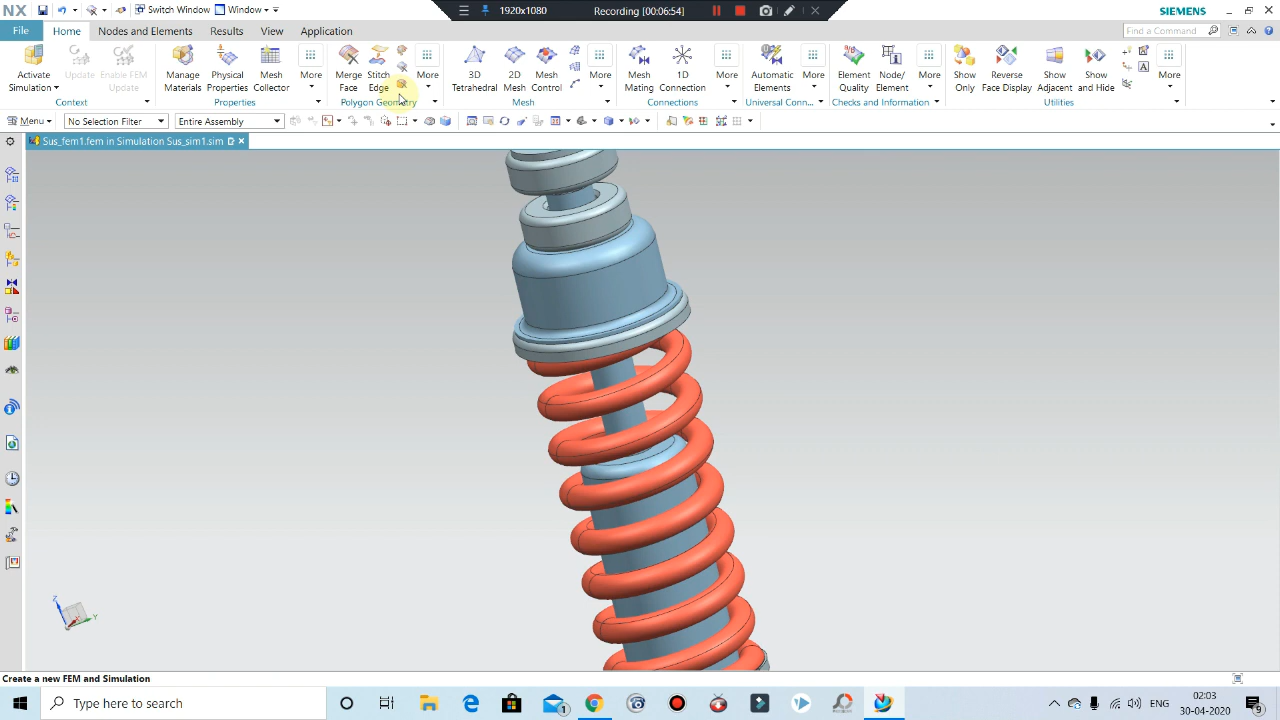 NX Switch Window Window 1920x1080 Recording [00:06:54] SIEMENS
File Home Nodes and Elements Results View Application Find a Command
Activate Simulation Update Enable FEM Update Manage Materials Physical Properties Mesh Collector More Merge Face Stitch Edge More 3D Tetrahedral 2D Mesh Mesh Control More Mesh Mating 1D Connection More Automatic Elements More Element Quality Node/ Element More Show Only Reverse Face Display Show Adjacent Show and Hide More
Context Properties Polygon Geometry Mesh Connections Universal Conn... Checks and Information Utilities
Menu No Selection Filter Entire Assembly
Sus_fem1.fem in Simulation Sus_sim1.sim
Z
Y
Create a new FEM and Simulation
Type here to search 1 ENG 02:03 30-04-2020 9